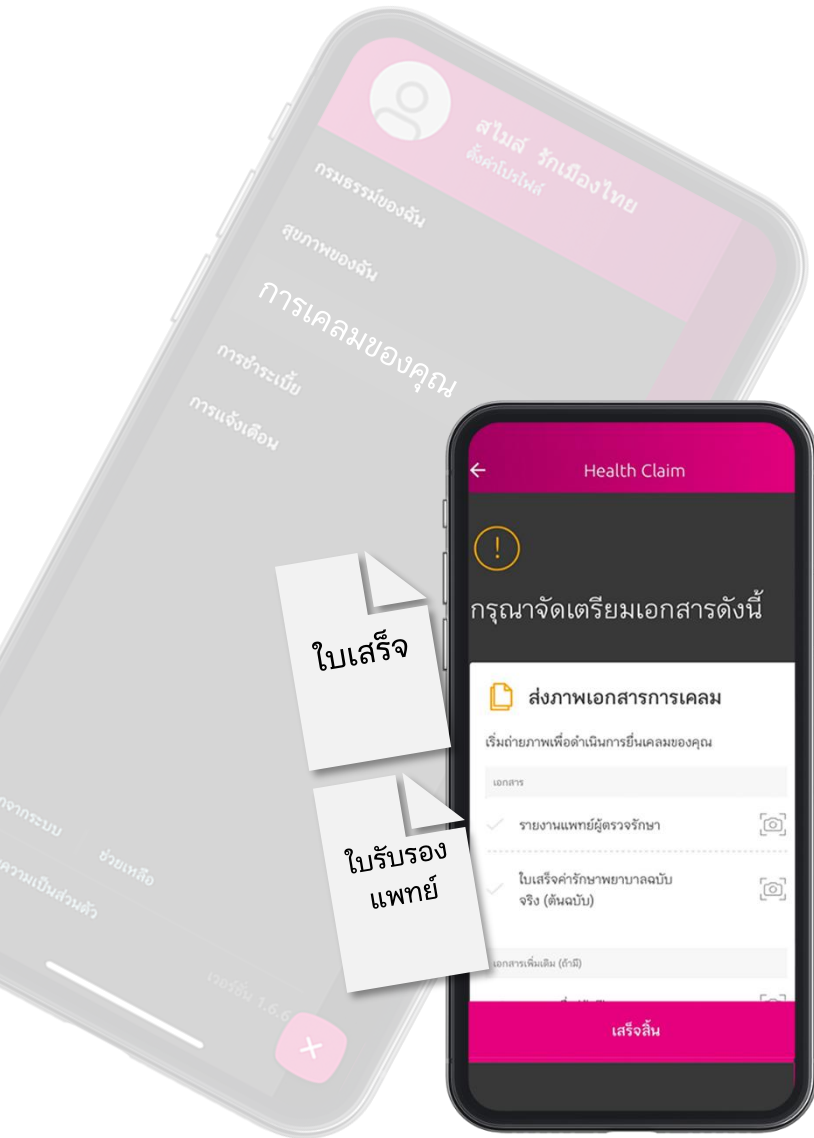 สไมล์ รักเมืองไทย
ตั้งค่าโปรไฟล์
กรมธรรม์ของฉัน
สุขภาพของฉัน
การเคลมของคุณ
การชำระเบี้ย
การแจ้งเตือน
ช่วยเหลือ
เวอร์ชั่น 1.6.6
Health Claim
กรุณาจัดเตรียมเอกสารดังนี้
ส่งภาพเอกสารการเคลม
เริ่มถ่ายภาพเพื่อดำเนินการยื่นเคลมของคุณ
เอกสาร
รายงานแพทย์ผู้ตรวจรักษา
ใบเสร็จค่ารักษาพยาบาลฉบับ
จริง (ต้นฉบับ)
เอกสารเพิ่มเติม (ถ้ามี)
เสร็จสิ้น
ใบเสร็จ
ใบรับรอง
แพทย์